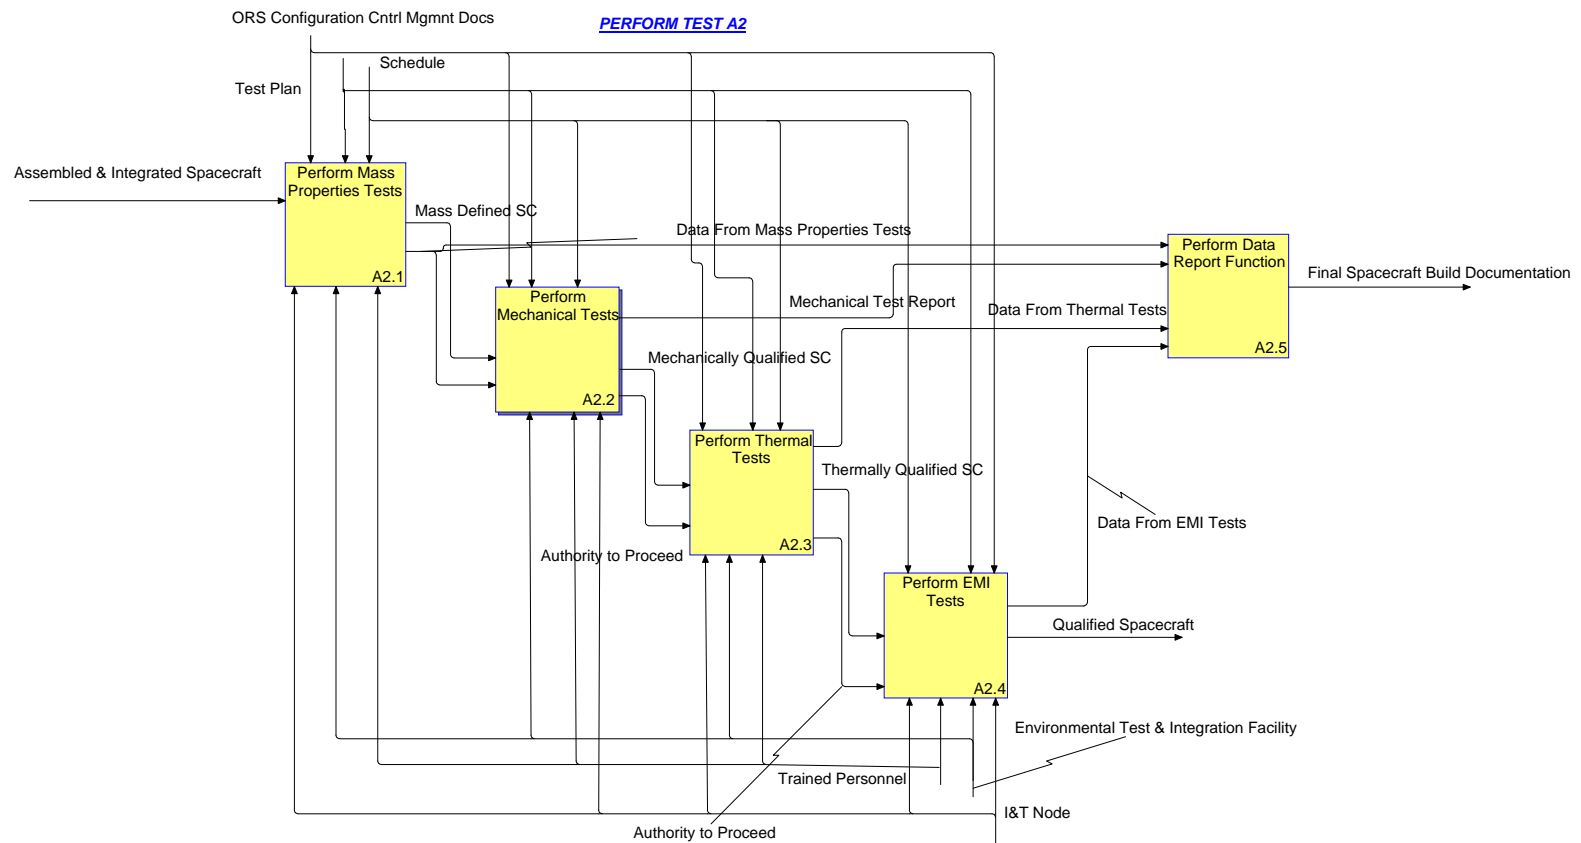 ORS Configuration Cntrl Mgmnt Docs
PERFORM TEST A2
Schedule
Test Plan
Assembled & Integrated Spacecraft
Perform Mass
Properties Tests
A2.1
Mass Defined SC
Data From Mass Properties Tests
Perform Data
Report Function
A2.5
Final Spacecraft Build Documentation
Perform
Mechanical Tests
A2.2
Mechanical Test Report
Data From Thermal Tests
Mechanically Qualified SC
Perform Thermal
Tests
A2.3
Thermally Qualified SC
Authority to Proceed
Data From EMI Tests
Perform EMI
Tests
A2.4
Qualified Spacecraft
Environmental Test & Integration Facility
Trained Personnel
I&T Node
Authority to Proceed